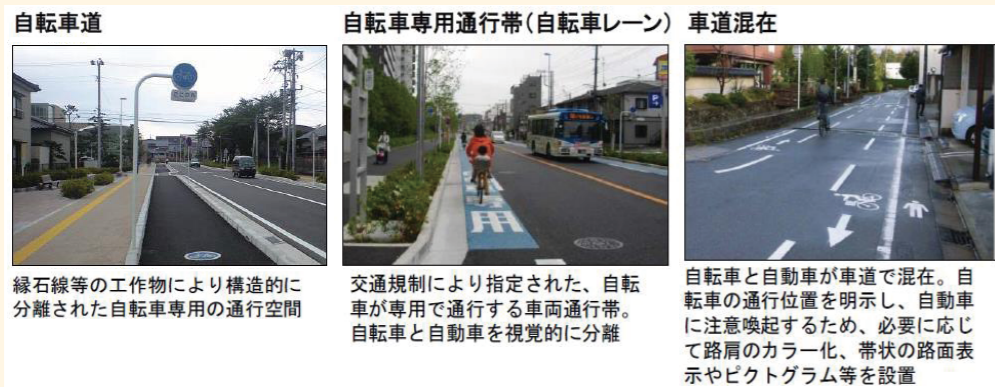 自転車道
縁石線等の工作物により構造的に
分離された自転車専用の通行空間
自転車専用通行帯(自転車レーン)
用
交通規制により指定された、自転
車が専用で通行する車両通行帯。
自転車と自動車を視覚的に分離
車道混在
自転車と自動車が車道で混在。自
転車の通行位置を明示し、自動車
に注意喚起するため、必要に応じ
て路肩のカラー化、帯状の路面表
示やピクトグラム等を設置